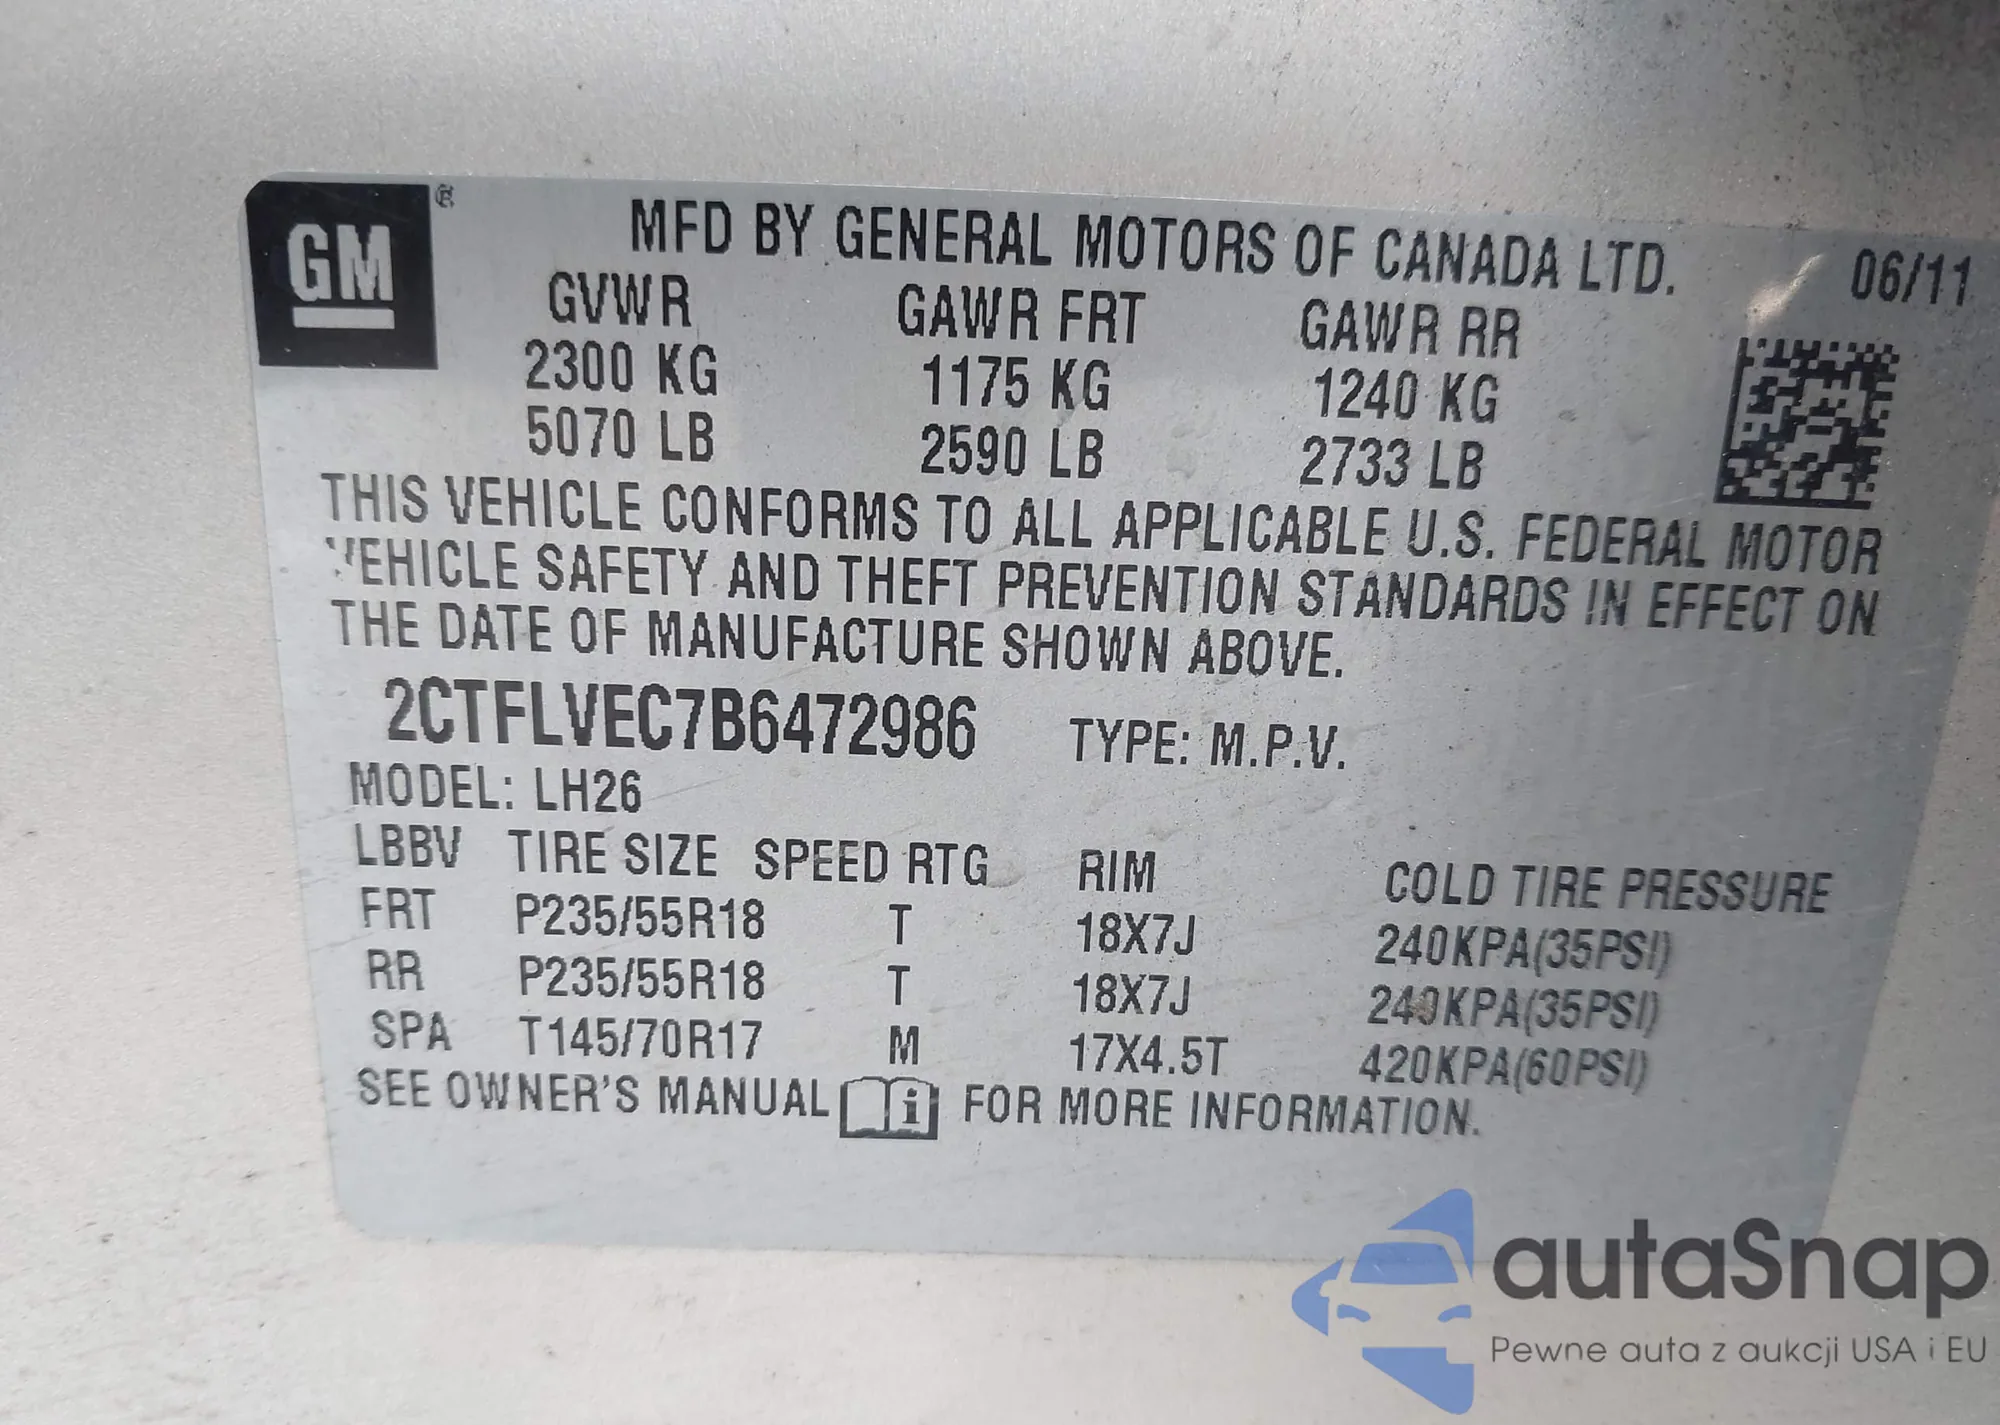 GM®
MFD BY GENERAL MOTORS OF CANADA LTD. 06/11
GVWR GAWR FRT GAWR RR
2300 KG 1175 KG 1240 KG
5070 LB 2590 LB 2733 LB
THIS VEHICLE CONFORMS TO ALL APPLICABLE U.S. FEDERAL MOTOR
VEHICLE SAFETY AND THEFT PREVENTION STANDARDS IN EFFECT ON
THE DATE OF MANUFACTURE SHOWN ABOVE.
2CTFLVEC7B6472986 TYPE: M.P.V.
MODEL: LH26
LBBV TIRE SIZE SPEED RTG RIM COLD TIRE PRESSURE
FRT P235/55R18 T 18X7J 240KPA(35PSI)
RR P235/55R18 T 18X7J 240KPA(35PSI)
SPA T145/70R17 M 17X4.5T 420KPA(60PSI)
SEE OWNER'S MANUAL i FOR MORE INFORMATION.
autaSnap
Pewne auta z aukcji USA i EU